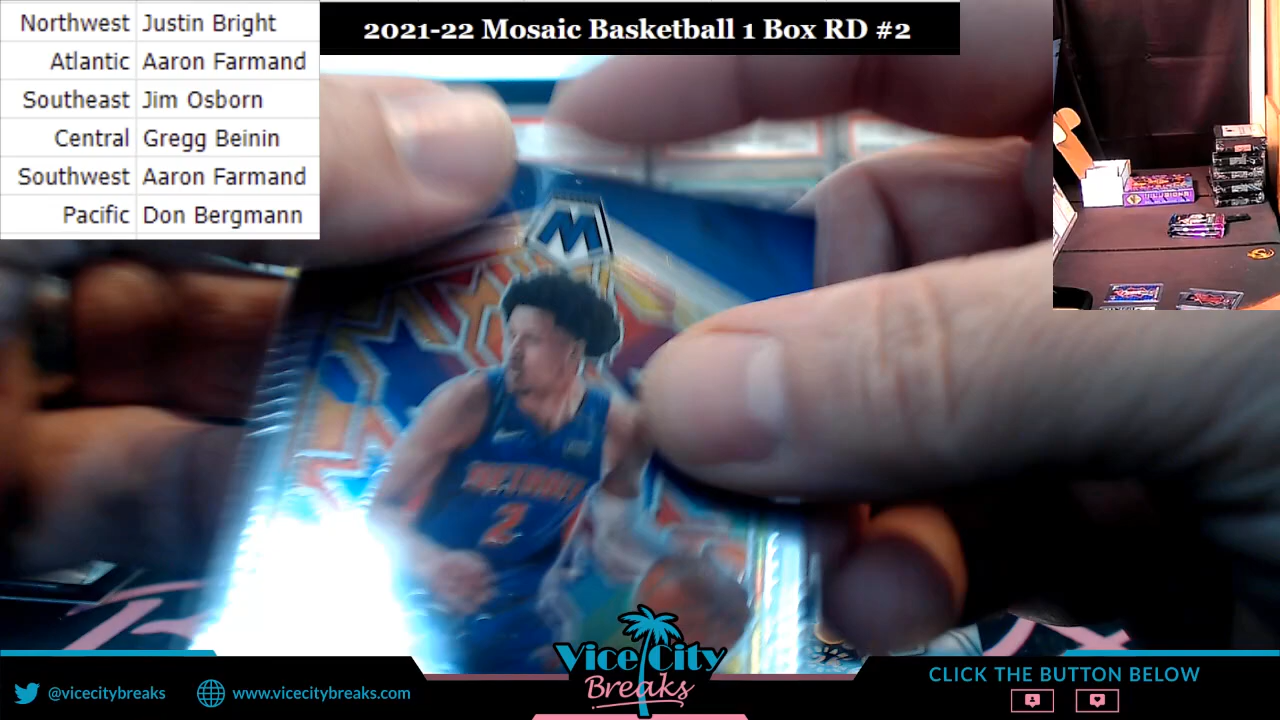 Northwest Justin Bright
Atlantic Aaron Farmand
Southeast Jim Osborn
Central Gregg Beinin
Southwest Aaron Farmand
Pacific Don Bergmann
2021-22 Mosaic Basketball 1 Box RD #2
M
DETROIT
2
Vice City
Breaks
@vicecitybreaks
www.vicecitybreaks.com
CLICK THE BUTTON BELOW